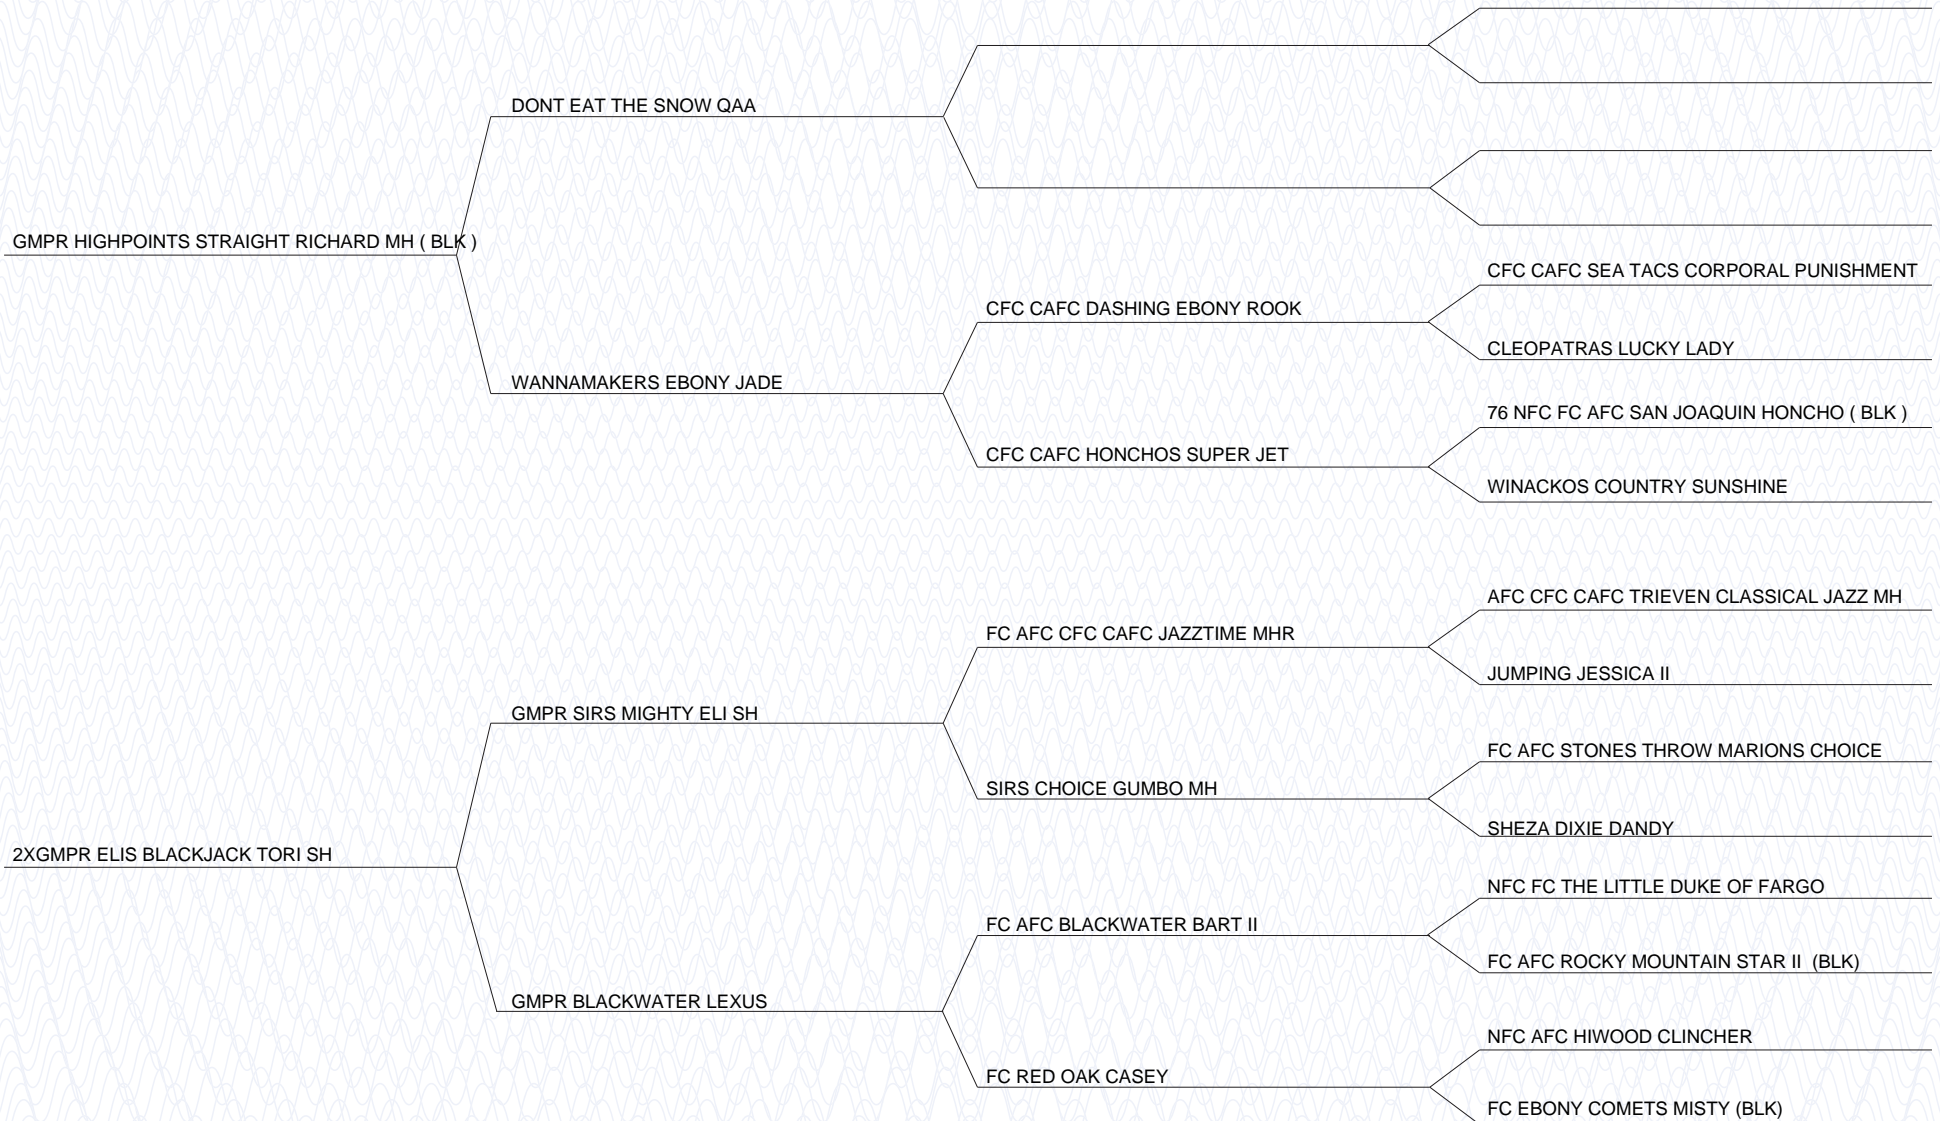 DONT EAT THE SNOW QAA
GMPR HIGHPOINTS STRAIGHT RICHARD MH ( BLK )
CFC CAFC SEA TACS CORPORAL PUNISHMENT
CFC CAFC DASHING EBONY ROOK
CLEOPATRAS LUCKY LADY
WANNAMAKERS EBONY JADE
76 NFC FC AFC SAN JOAQUIN HONCHO ( BLK )
CFC CAFC HONCHOS SUPER JET
WINACKOS COUNTRY SUNSHINE
AFC CFC CAFC TRIEVEN CLASSICAL JAZZ MH
FC AFC CFC CAFC JAZZTIME MHR
JUMPING JESSICA II
GMPR SIRS MIGHTY ELI SH
FC AFC STONES THROW MARIONS CHOICE
SIRS CHOICE GUMBO MH
SHEZA DIXIE DANDY
2XGMPR ELIS BLACKJACK TORI SH
NFC FC THE LITTLE DUKE OF FARGO
FC AFC BLACKWATER BART II
FC AFC ROCKY MOUNTAIN STAR II (BLK)
GMPR BLACKWATER LEXUS
NFC AFC HIWOOD CLINCHER
FC RED OAK CASEY
FC EBONY COMETS MISTY (BLK)